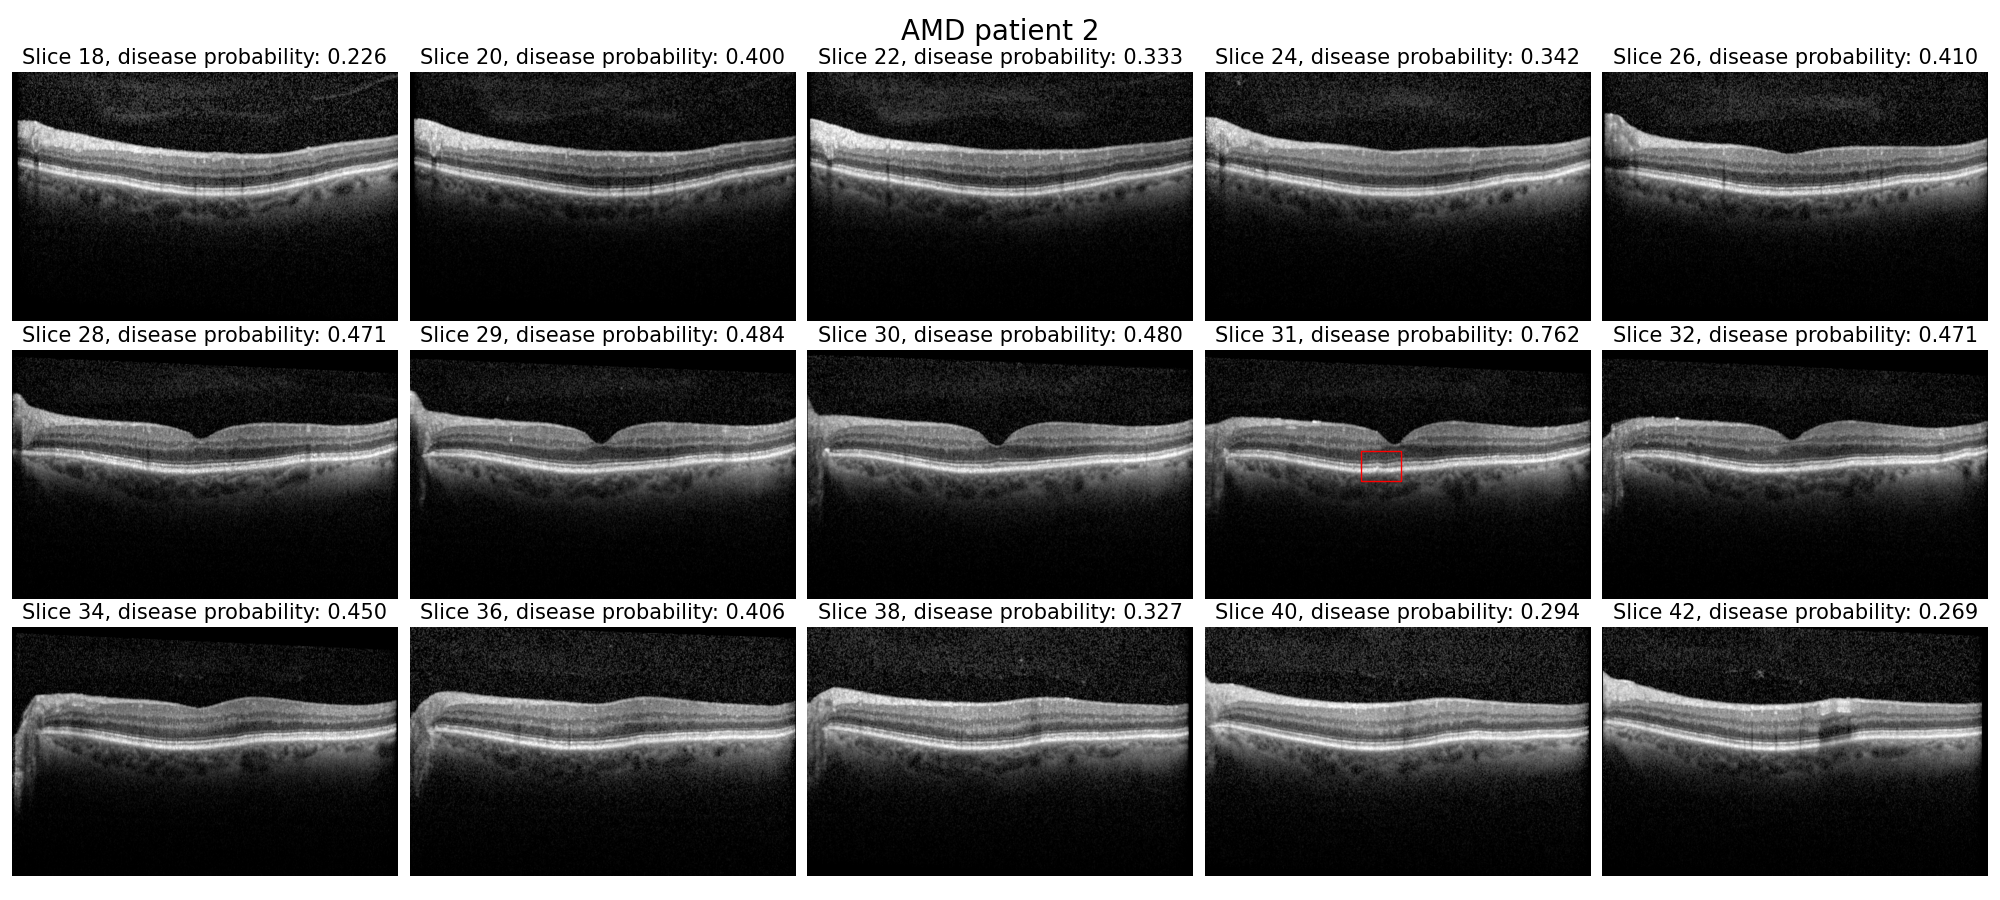 AMD patient 2
Slice 18, disease probability: 0.226
Slice 20, disease probability: 0.400
Slice 22, disease probability: 0.333
Slice 24, disease probability: 0.342
Slice 26, disease probability: 0.410
Slice 28, disease probability: 0.471
Slice 29, disease probability: 0.484
Slice 30, disease probability: 0.480
Slice 31, disease probability: 0.762
Slice 32, disease probability: 0.471
Slice 34, disease probability: 0.450
Slice 36, disease probability: 0.406
Slice 38, disease probability: 0.327
Slice 40, disease probability: 0.294
Slice 42, disease probability: 0.269